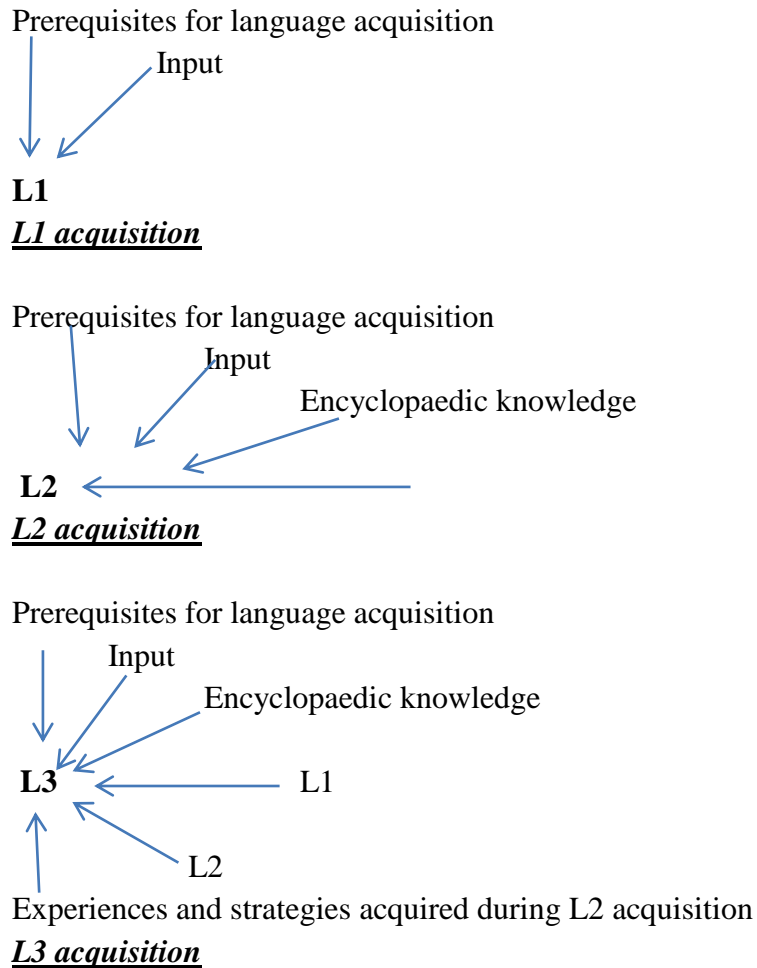 Prerequisites for language acquisition
Input
L1
L1 acquisition
Prerequisites for language acquisition
Input
Encyclopaedic knowledge
L2
L2 acquisition
Prerequisites for language acquisition
Input
Encyclopaedic knowledge
L3 L1
L2
Experiences and strategies acquired during L2 acquisition
L3 acquisition